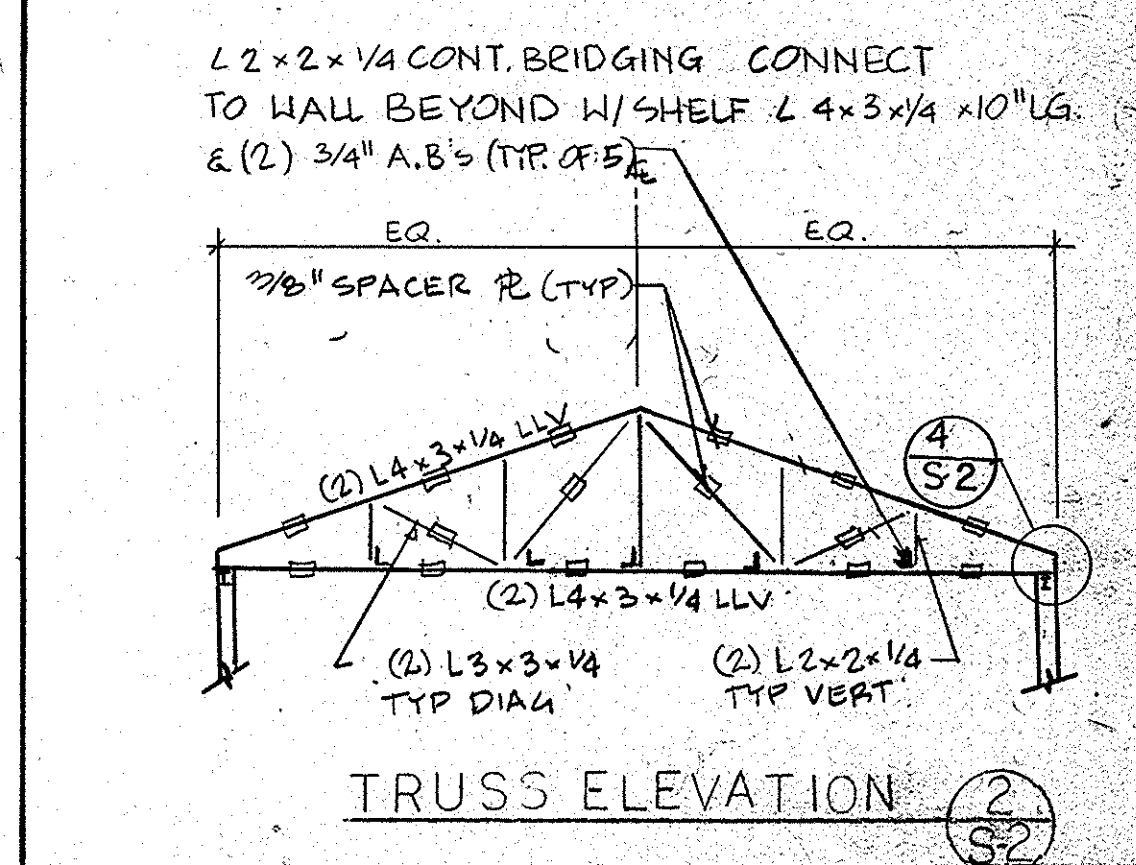 L 2 x 2 x 1/4 CONT. BRIDGING CONNECT
TO WALL BEYOND W/ SHELF L 4 x 3 x 1/4 x 10" LG.
& (2) 3/4" A.B's (TYP. OF 5)
℄
EQ. EQ.
3/8" SPACER ℙL (TYP)
(2) L4 x 3 x 1/4 LLV
4
S-2
(2) L4 x 3 x 1/4 LLV
(2) L3 x 3 x 1/4
TYP DIAG
(2) L2 x 2 x 1/4
TYP VERT
TRUSS ELEVATION
2
S-2